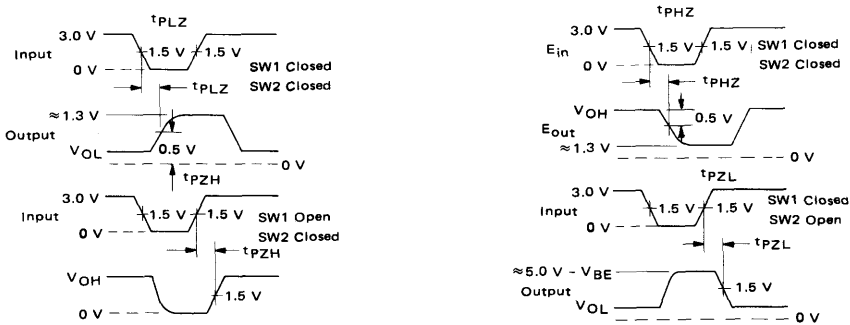 tPLZ
3.0 V
Input
1.5 V
1.5 V
0 V
SW1 Closed
SW2 Closed
tPLZ
≈1.3 V
Output
VOL
0.5 V
0 V
tPZH
3.0 V
Input
1.5 V
1.5 V
0 V
SW1 Open
SW2 Closed
tPZH
VOH
1.5 V
0 V
tPHZ
3.0 V
Ein
1.5 V
1.5 V
0 V
SW1 Closed
SW2 Closed
tPHZ
VOH
0.5 V
Eout
≈1.3 V
0 V
tPZL
3.0 V
Input
1.5 V
1.5 V
0 V
SW1 Closed
SW2 Open
tPZL
≈5.0 V - VBE
Output
1.5 V
VOL
0 V